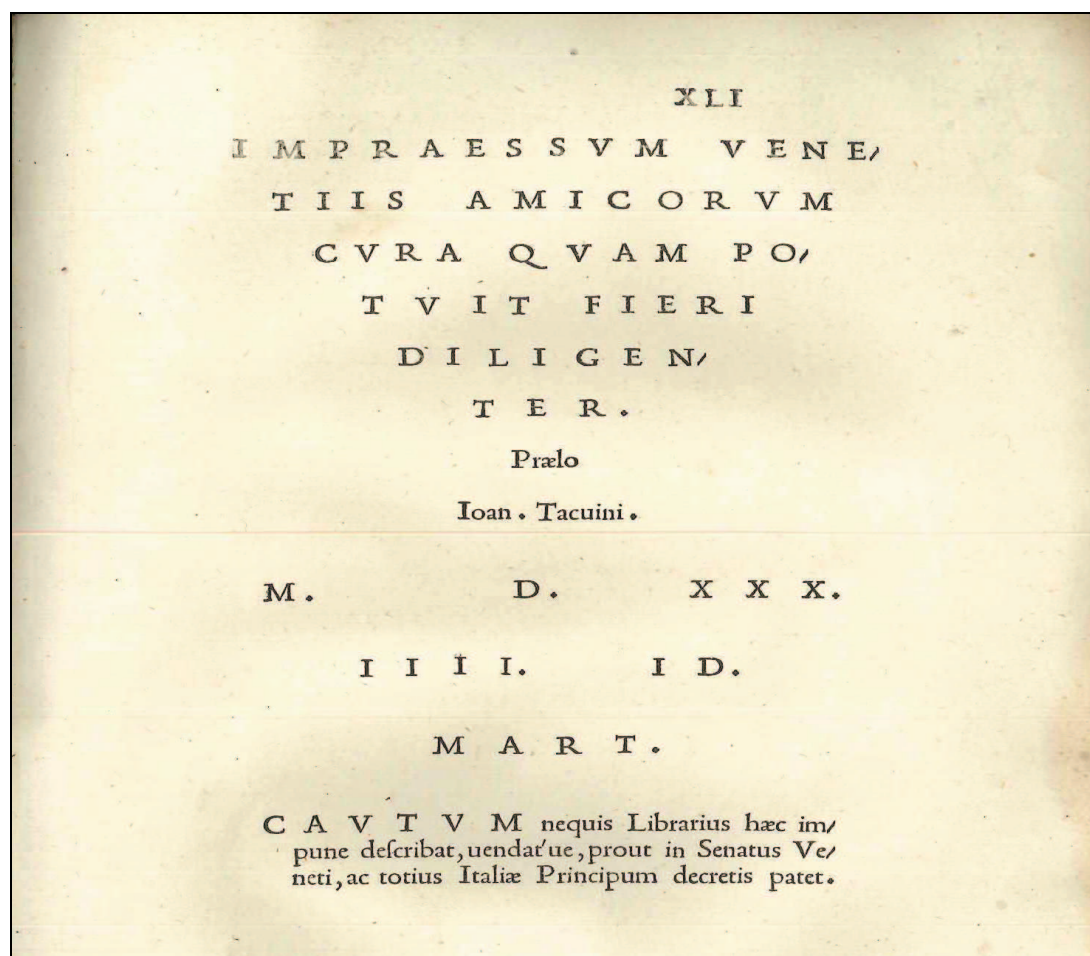 XLI
IMPRAESSVM VENE/
TIIS AMICORVM
CVRA QVAM PO/
TVIT FIERI
DILIGEN/
TER.
Prælo
Ioan. Tacuini.
M. D. XXX.
IIII. ID.
MART.
CAVTVM nequis Librarius hæc im/
pune deſcribat, uendat'ue, prout in Senatus Ve/
neti, ac totius Italiæ Principum decretis patet.